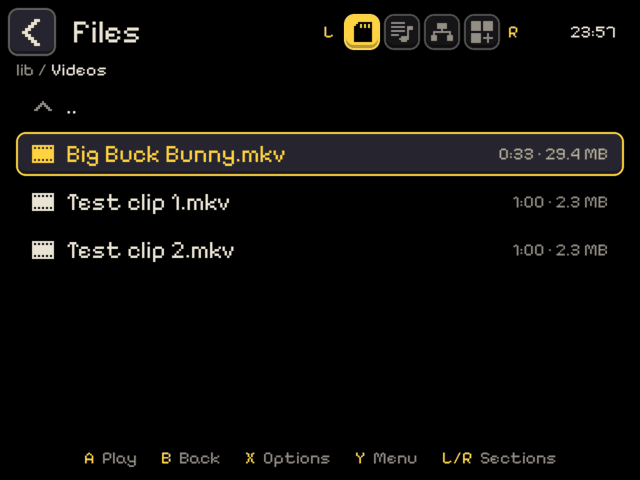 Files L R 23:57
lib / Videos
..
Big Buck Bunny.mkv 0:33 · 29.4 MB
Test clip 1.mkv 1:00 · 2.3 MB
Test clip 2.mkv 1:00 · 2.3 MB
A Play B Back X Options Y Menu L/R Sections